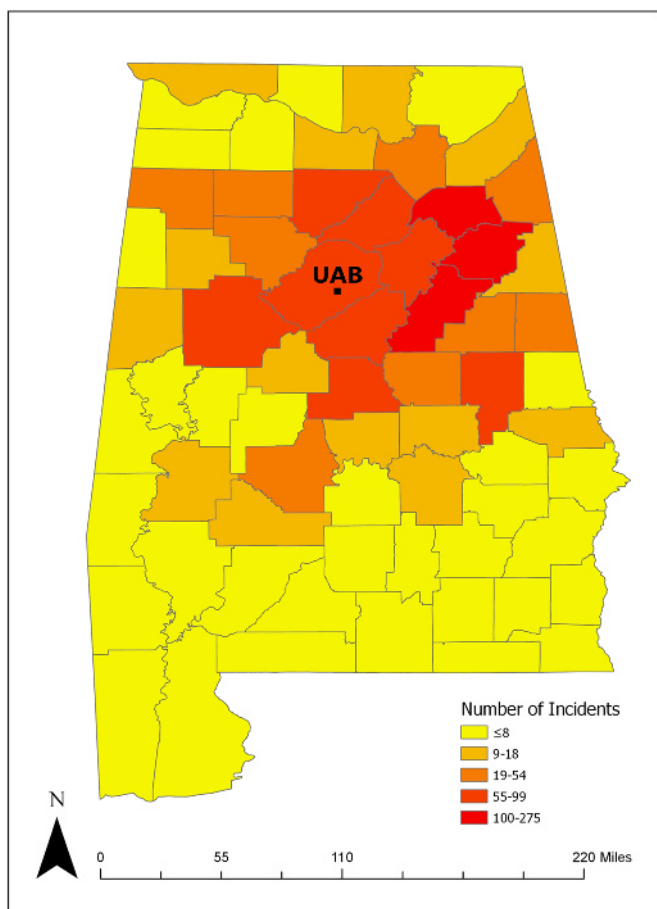 UAB
Number of Incidents
≤8
9-18
19-54
55-99
100-275
N
0 55 110 220 Miles